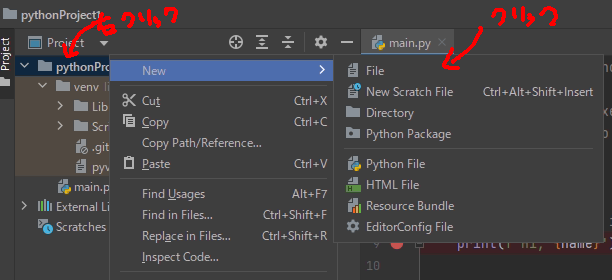 pythonProject1
右クリック
クリック
Project
Project
main.py
pythonPro
venv
Lib
Scr
.git
pyv
main.p
External Li
Scratches
New
Cut Ctrl+X
Copy Ctrl+C
Copy Path/Reference...
Paste Ctrl+V
Find Usages Alt+F7
Find in Files... Ctrl+Shift+F
Replace in Files... Ctrl+Shift+R
Inspect Code...
File
New Scratch File Ctrl+Alt+Shift+Insert
Directory
Python Package
Python File
HTML File
Resource Bundle
EditorConfig File
9 print(f'Hi, {name}')
10